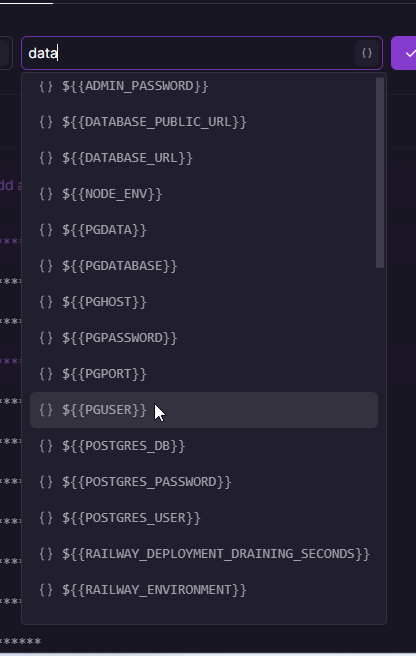 data
{}
{} ${{ADMIN_PASSWORD}}
{} ${{DATABASE_PUBLIC_URL}}
{} ${{DATABASE_URL}}
{} ${{NODE_ENV}}
dd a
{} ${{PGDATA}}
****
{} ${{PGDATABASE}}
***
{} ${{PGHOST}}
***
{} ${{PGPASSWORD}}
****
{} ${{PGPORT}}
***
{} ${{PGUSER}}
***
{} ${{POSTGRES_DB}}
***
{} ${{POSTGRES_PASSWORD}}
***
{} ${{POSTGRES_USER}}
***
{} ${{RAILWAY_DEPLOYMENT_DRAINING_SECONDS}}
***
{} ${{RAILWAY_ENVIRONMENT}}
***
******